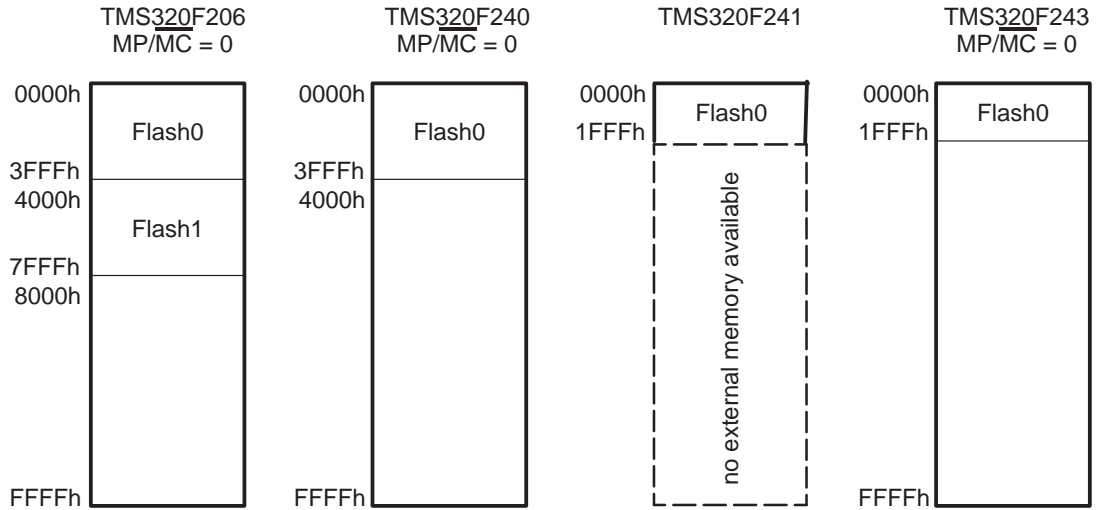 TMS320F206
MP/MC = 0
0000h
Flash0
3FFFh
4000h
Flash1
7FFFh
8000h
FFFFh
TMS320F240
MP/MC = 0
0000h
Flash0
3FFFh
4000h
FFFFh
TMS320F241
0000h
Flash0
1FFFh
no external memory available
TMS320F243
MP/MC = 0
0000h
Flash0
1FFFh
FFFFh